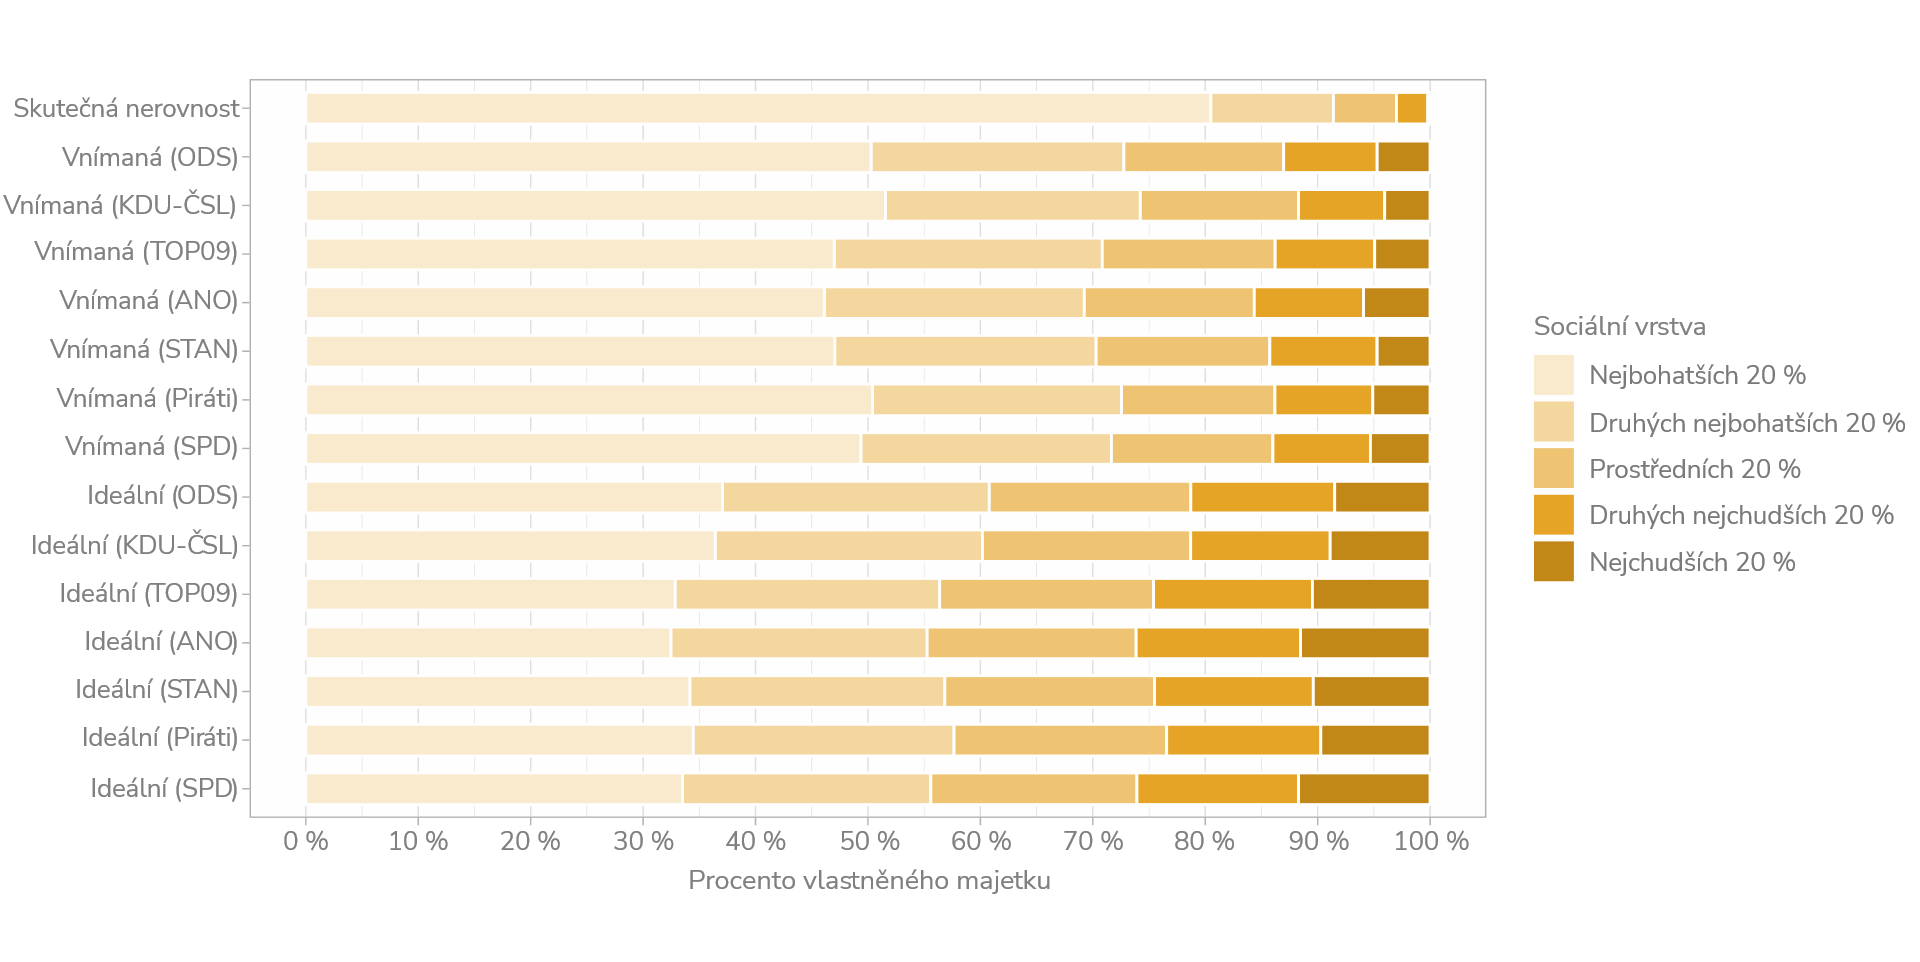 Skutečná nerovnost
Vnímaná (ODS)
Vnímaná (KDU-ČSL)
Vnímaná (TOP09)
Vnímaná (ANO)
Vnímaná (STAN)
Vnímaná (Piráti)
Vnímaná (SPD)
Ideální (ODS)
Ideální (KDU-ČSL)
Ideální (TOP09)
Ideální (ANO)
Ideální (STAN)
Ideální (Piráti)
Ideální (SPD)
0 % 10 % 20 % 30 % 40 % 50 % 60 % 70 % 80 % 90 % 100 %
Procento vlastněného majetku
Sociální vrstva
Nejbohatších 20 %
Druhých nejbohatších 20 %
Prostředních 20 %
Druhých nejchudších 20 %
Nejchudších 20 %